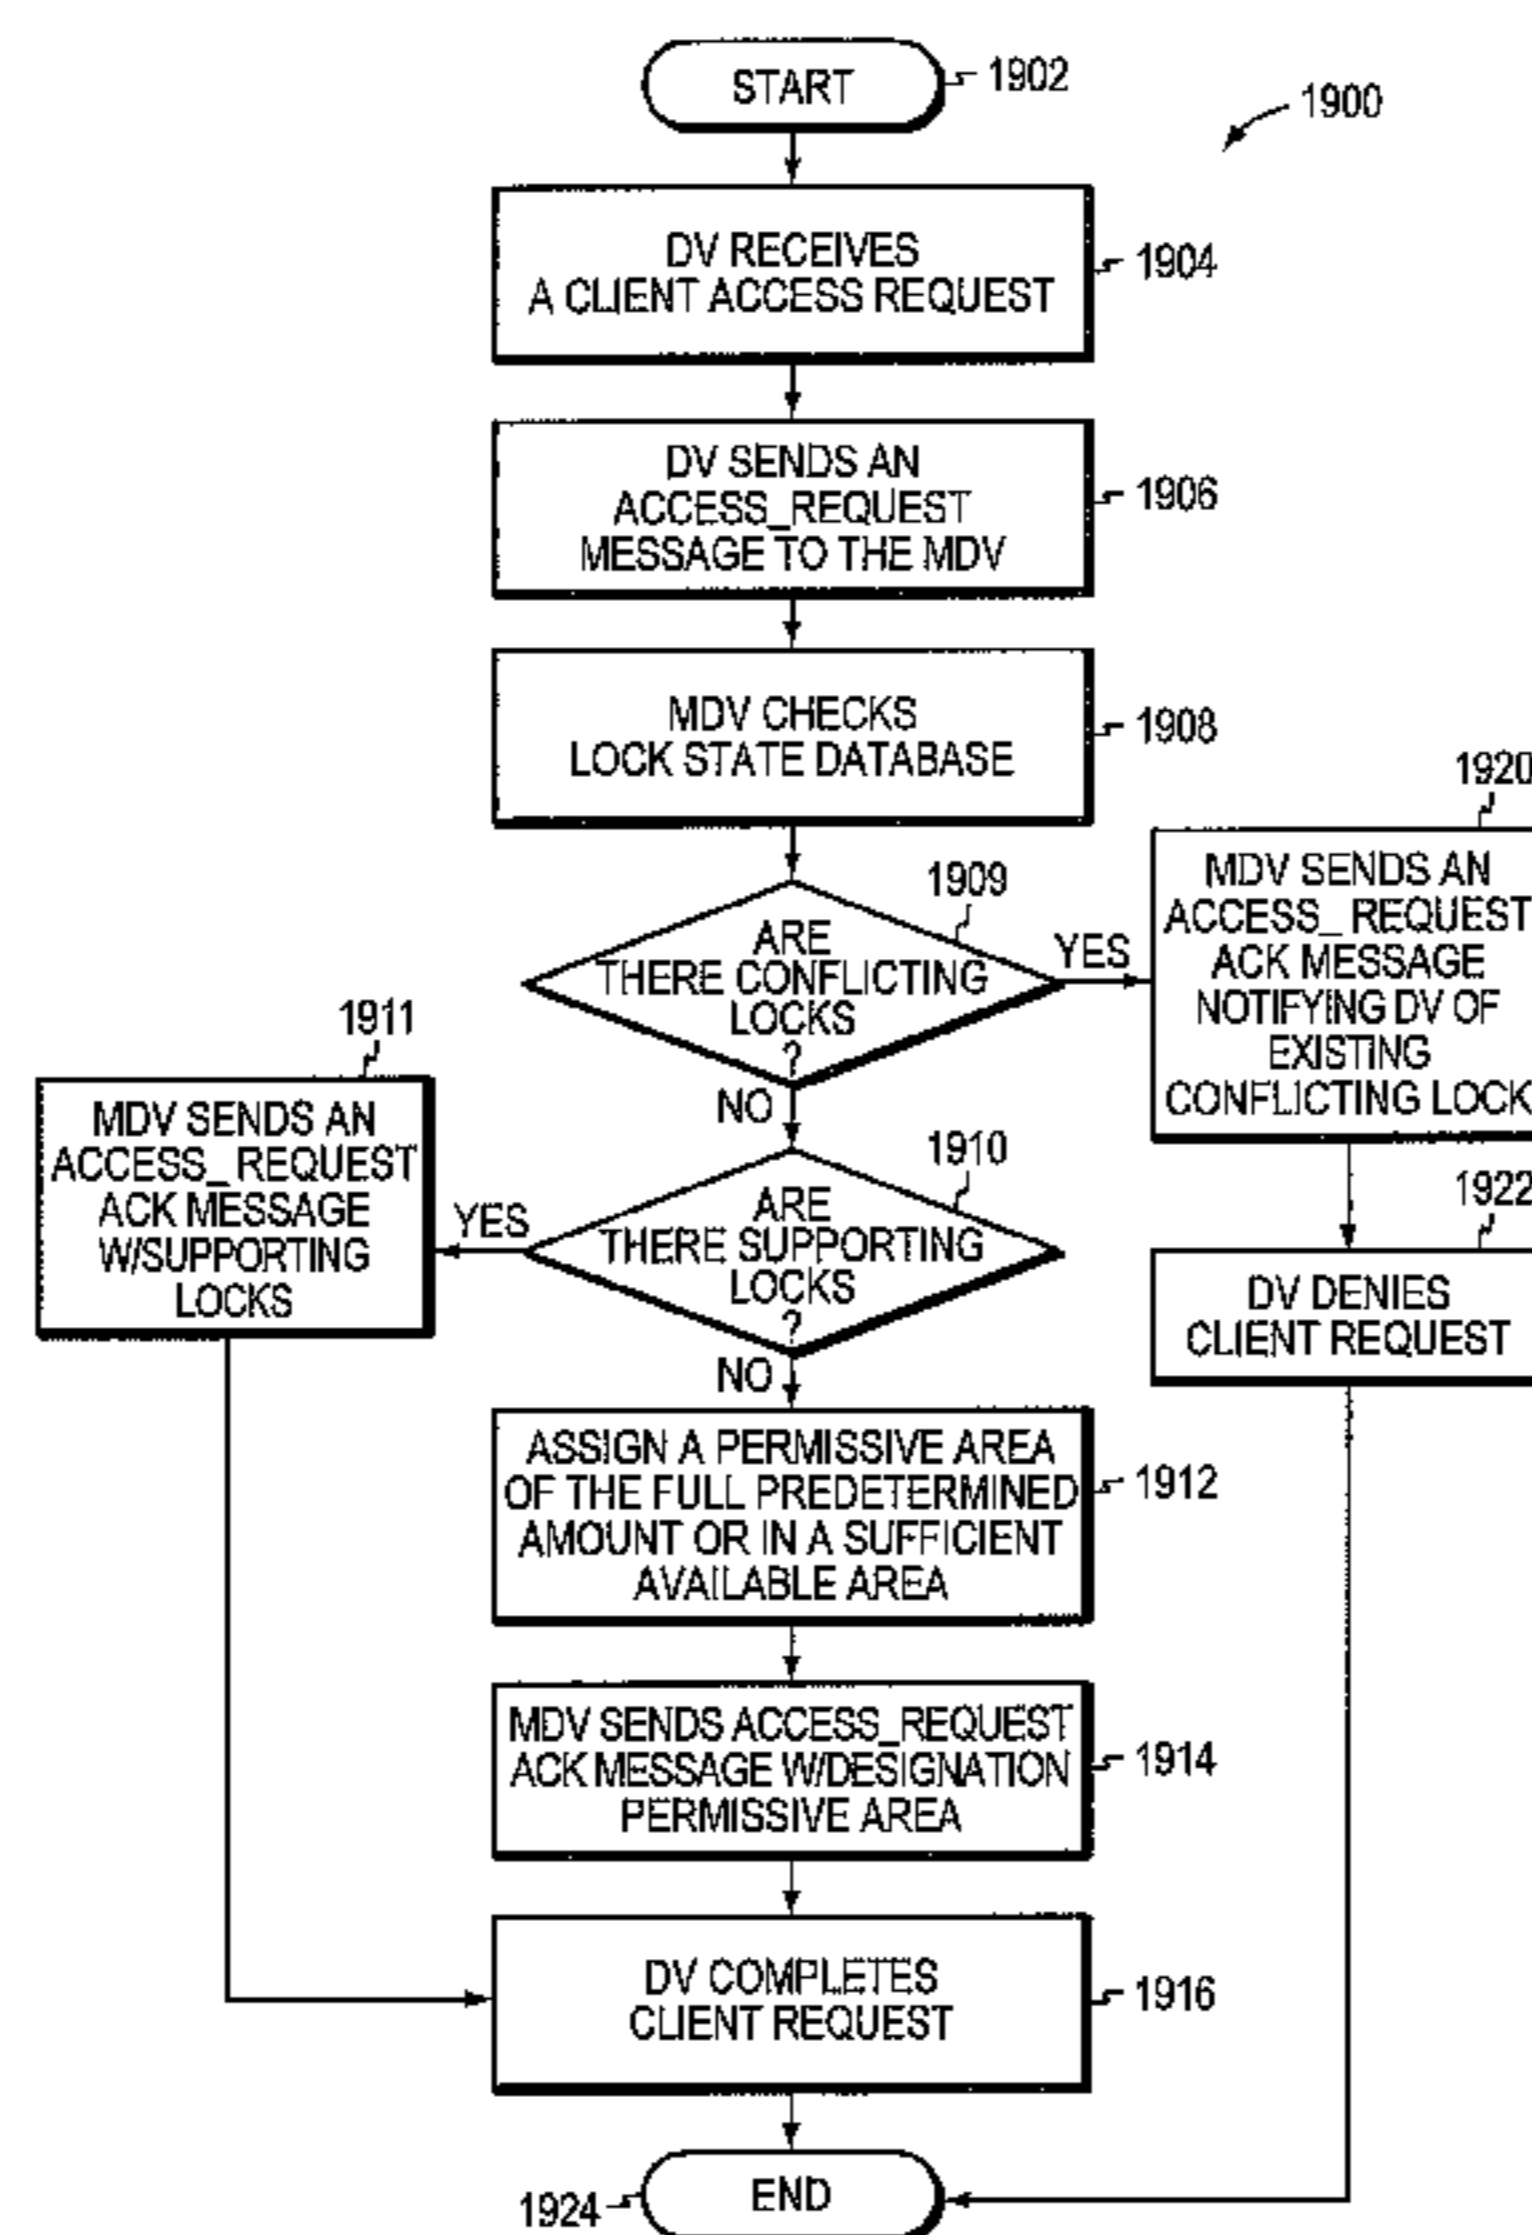 START
1902
1900
DV RECEIVES
A CLIENT ACCESS REQUEST
1904
DV SENDS AN
ACCESS_REQUEST
MESSAGE TO THE MDV
1906
MDV CHECKS
LOCK STATE DATABASE
1908
1909
ARE
THERE CONFLICTING
LOCKS
?
YES
NO
1920
MDV SENDS AN
ACCESS_ REQUEST
ACK MESSAGE
NOTIFYING DV OF
EXISTING
CONFLICTING LOCK
1922
DV DENIES
CLIENT REQUEST
1910
ARE
THERE SUPPORTING
LOCKS
?
YES
NO
1911
MDV SENDS AN
ACCESS_ REQUEST
ACK MESSAGE
W/SUPPORTING
LOCKS
ASSIGN A PERMISSIVE AREA
OF THE FULL PREDETERMINED
AMOUNT OR IN A SUFFICIENT
AVAILABLE AREA
1912
MDV SENDS ACCESS_REQUEST
ACK MESSAGE W/DESIGNATION
PERMISSIVE AREA
1914
DV COMPLETES
CLIENT REQUEST
1916
END
1924